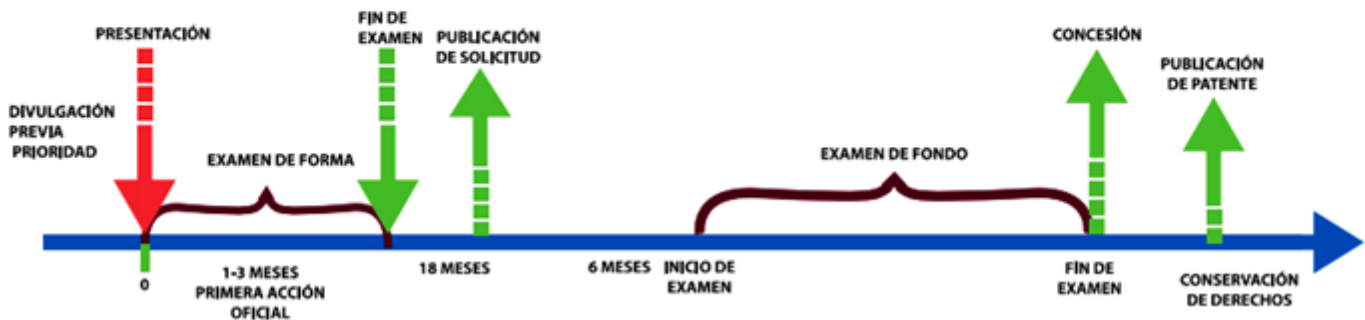 PRESENTACIÓN
DIVULGACIÓN
PREVIA
PRIORIDAD
EXAMEN DE FORMA
FIN DE
EXAMEN
PUBLICACIÓN
DE SOLICITUD
EXAMEN DE FONDO
CONCESIÓN
PUBLICACIÓN
DE PATENTE
0
1-3 MESES
PRIMERA ACCIÓN
OFICIAL
18 MESES
6 MESES
INICIO DE
EXAMEN
FIN DE
EXAMEN
CONSERVACIÓN
DE DERECHOS